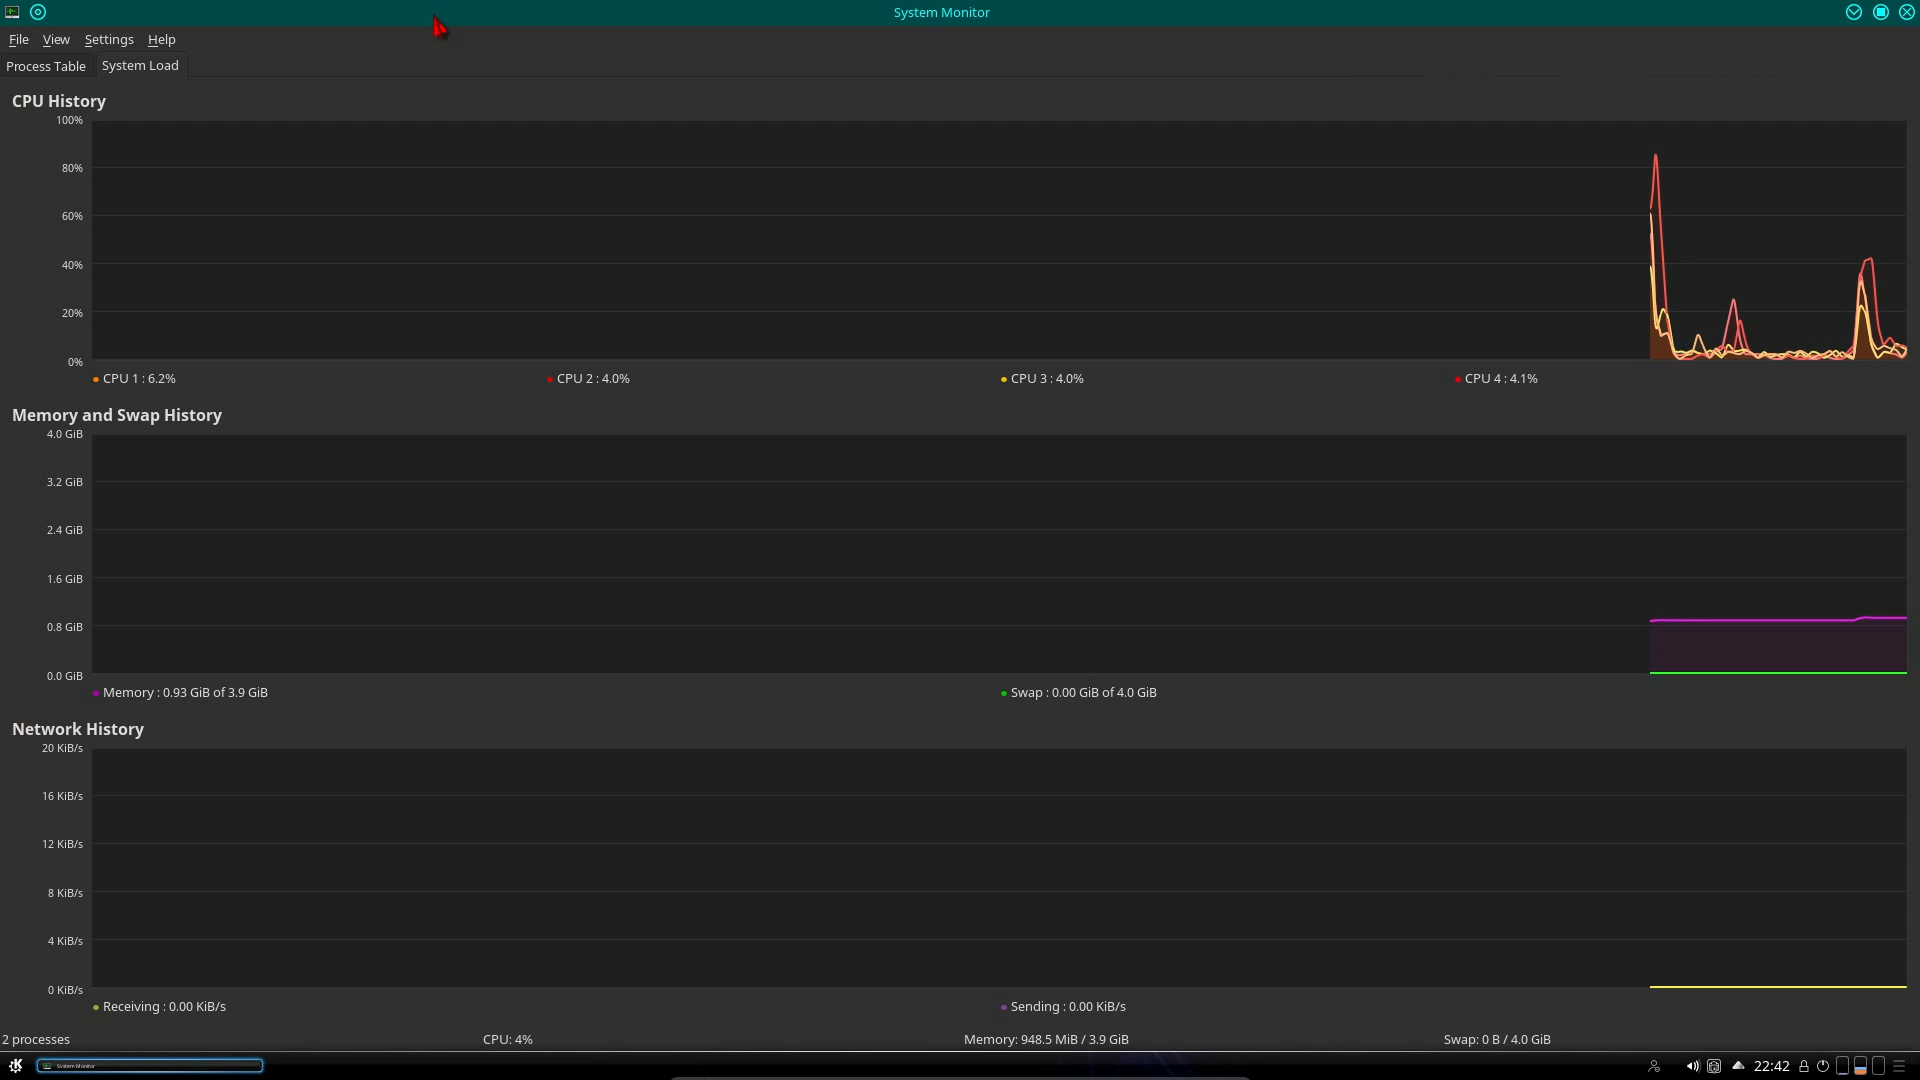 System Monitor
File View Settings Help
Process Table System Load
CPU History
100%
80%
60%
40%
20%
0%
CPU 1 : 6.2% CPU 2 : 4.0% CPU 3 : 4.0% CPU 4 : 4.1%
Memory and Swap History
4.0 GiB
3.2 GiB
2.4 GiB
1.6 GiB
0.8 GiB
0.0 GiB
Memory : 0.93 GiB of 3.9 GiB Swap : 0.00 GiB of 4.0 GiB
Network History
20 KiB/s
16 KiB/s
12 KiB/s
8 KiB/s
4 KiB/s
0 KiB/s
Receiving : 0.00 KiB/s Sending : 0.00 KiB/s
2 processes CPU: 4% Memory: 948.5 MiB / 3.9 GiB Swap: 0 B / 4.0 GiB
System Monitor 22:42